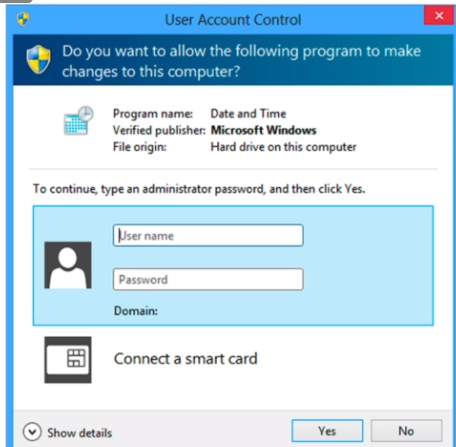 User Account Control
Do you want to allow the following program to make
changes to this computer?
Program name: Date and Time
Verified publisher: Microsoft Windows
File origin: Hard drive on this computer
To continue, type an administrator password, and then click Yes.
User name
Password
Domain:
Connect a smart card
Show details
Yes
No